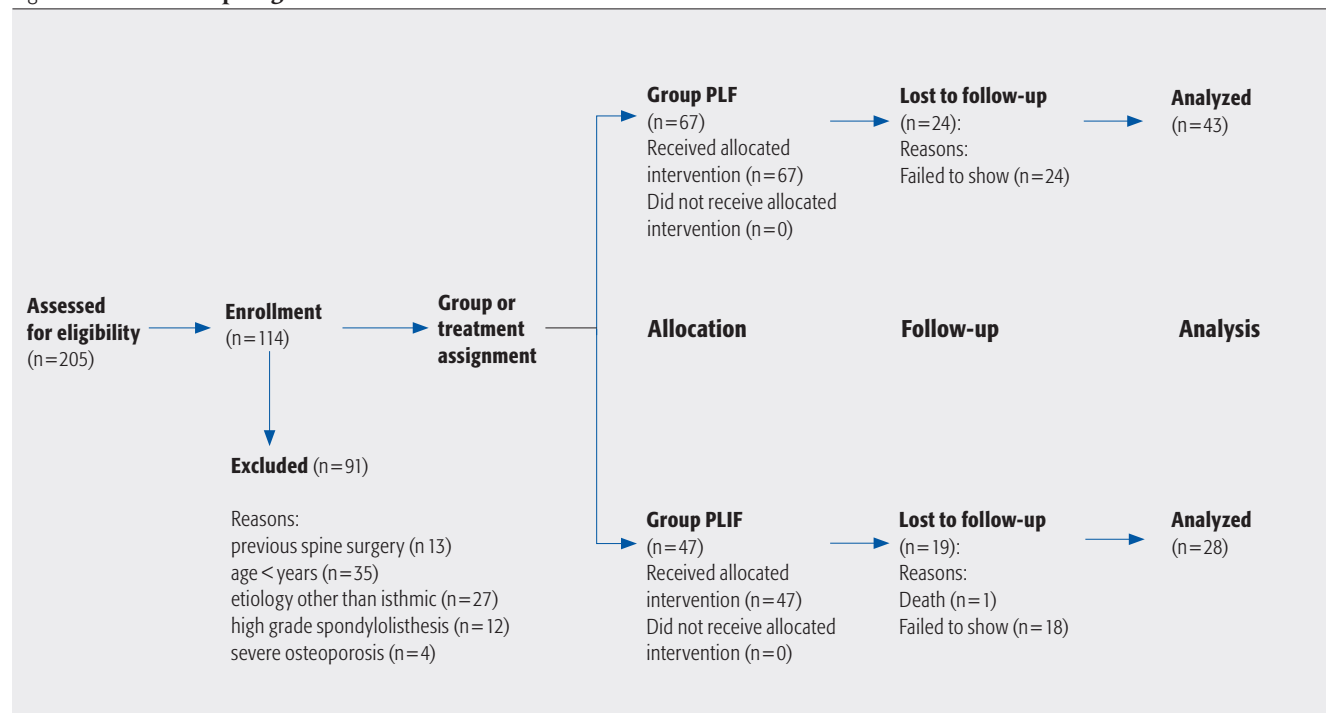 Assessed
for eligibility
(n=205)
Enrollment
(n=114)
Excluded (n=91)
Reasons:
previous spine surgery (n 13)
age < years (n=35)
etiology other than isthmic (n=27)
high grade spondylolisthesis (n=12)
severe osteoporosis (n=4)
Group or
treatment
assignment
Group PLF
(n=67)
Received allocated
intervention (n=67)
Did not receive allocated
intervention (n=0)
Lost to follow-up
(n=24):
Reasons:
Failed to show (n=24)
Analyzed
(n=43)
Allocation
Follow-up
Analysis
Group PLIF
(n=47)
Received allocated
intervention (n=47)
Did not receive allocated
intervention (n=0)
Lost to follow-up
(n=19):
Reasons:
Death (n=1)
Failed to show (n=18)
Analyzed
(n=28)